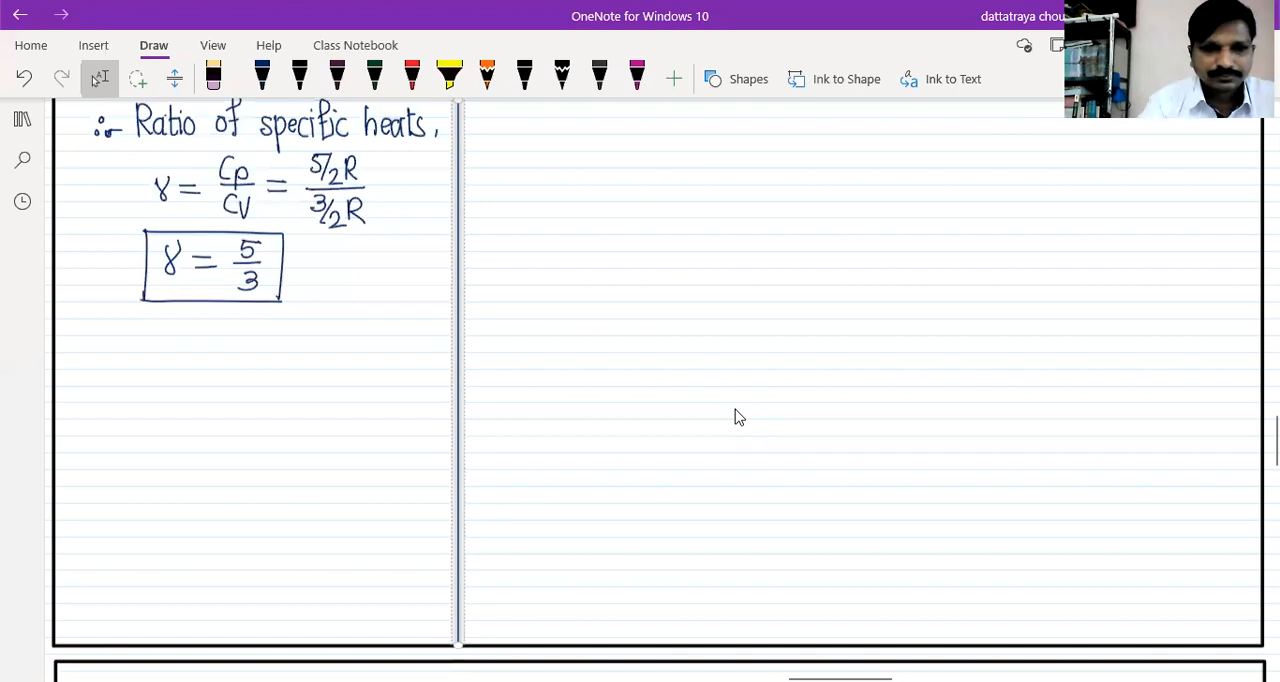 OneNote for Windows 10
dattatraya chou
Home Insert Draw View Help Class Notebook
Shapes Ink to Shape Ink to Text
∴ Ratio of specific heats,
γ = Cp/Cv = 5/2R / 3/2R
γ = 5/3